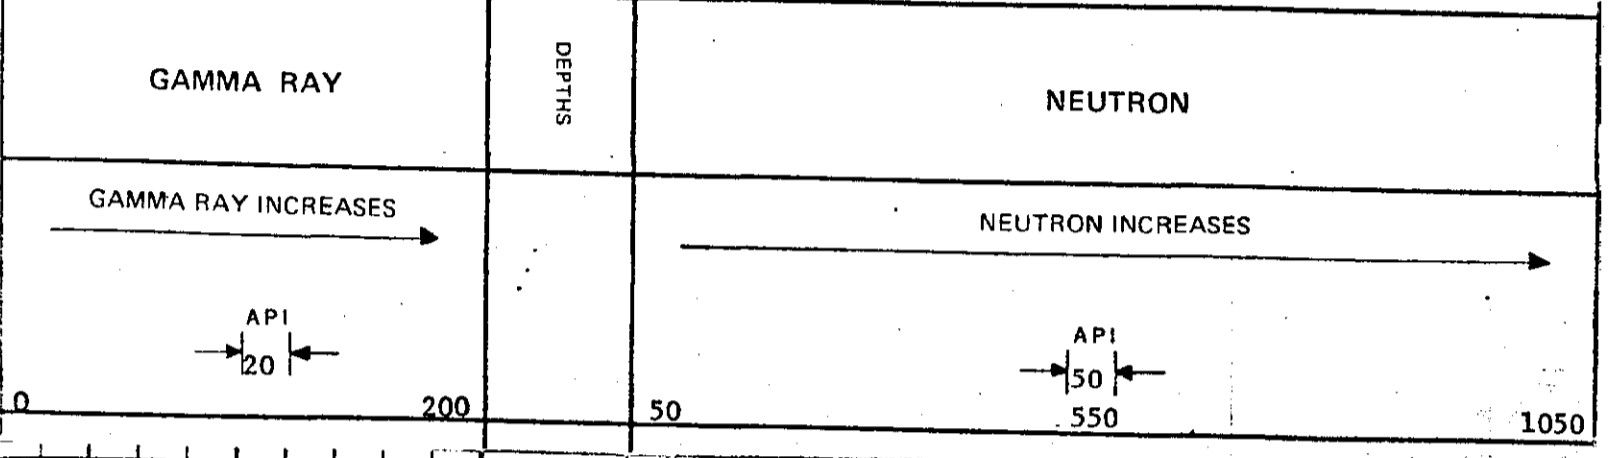 GAMMA RAY
DEPTHS
NEUTRON
GAMMA RAY INCREASES
NEUTRON INCREASES
API
20
0 200
API
50
50 550 1050